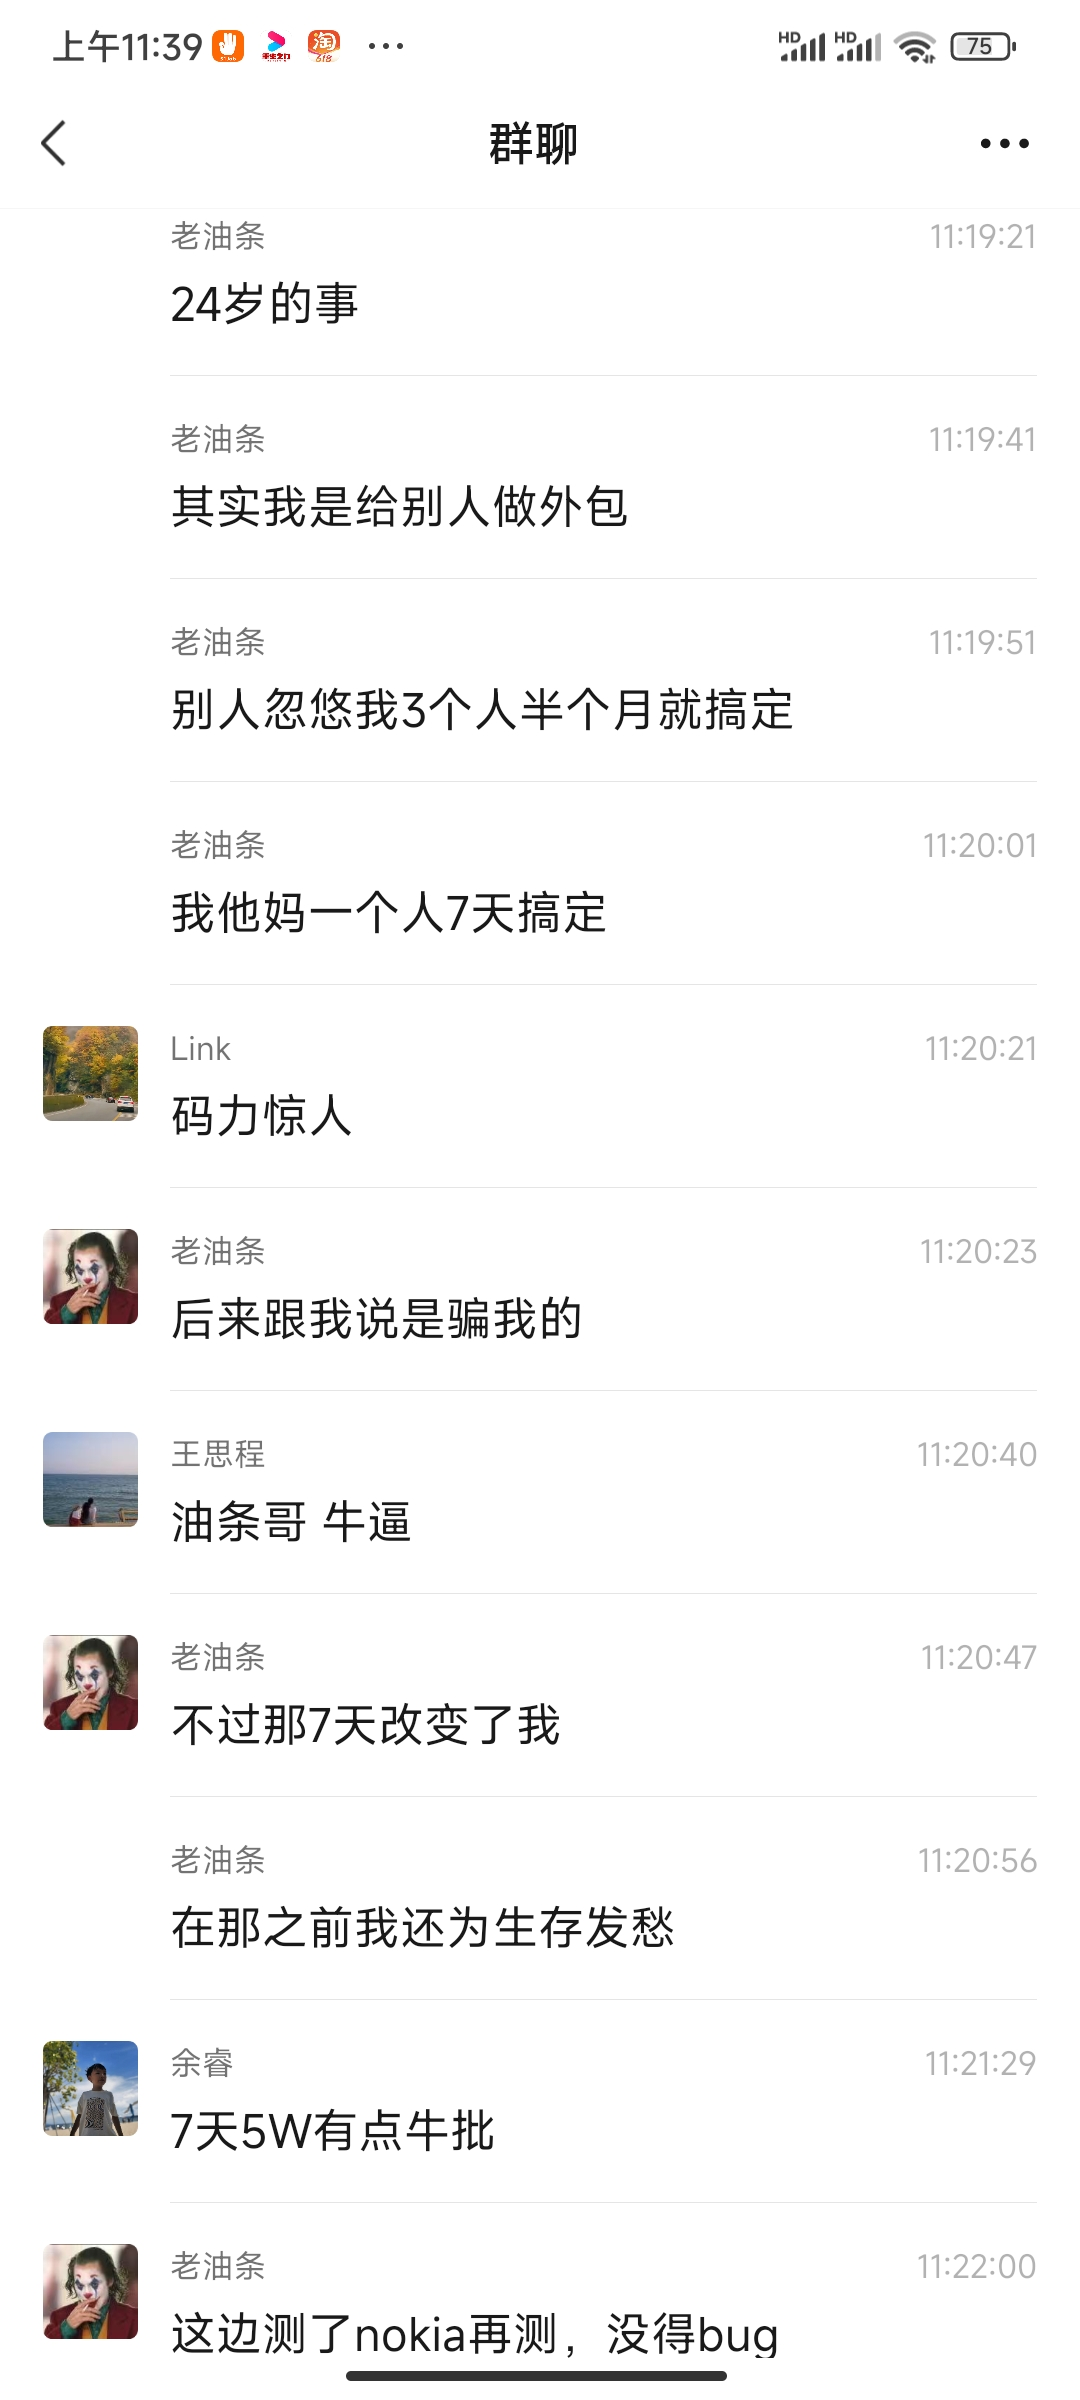 上午11:39
HD
HD
75
群聊
老油条 11:19:21
24岁的事
老油条 11:19:41
其实我是给别人做外包
老油条 11:19:51
别人忽悠我3个人半个月就搞定
老油条 11:20:01
我他妈一个人7天搞定
Link 11:20:21
码力惊人
老油条 11:20:23
后来跟我说是骗我的
王思程 11:20:40
油条哥 牛逼
老油条 11:20:47
不过那7天改变了我
老油条 11:20:56
在那之前我还为生存发愁
余睿 11:21:29
7天5W有点牛批
老油条 11:22:00
这边测了nokia再测，没得bug